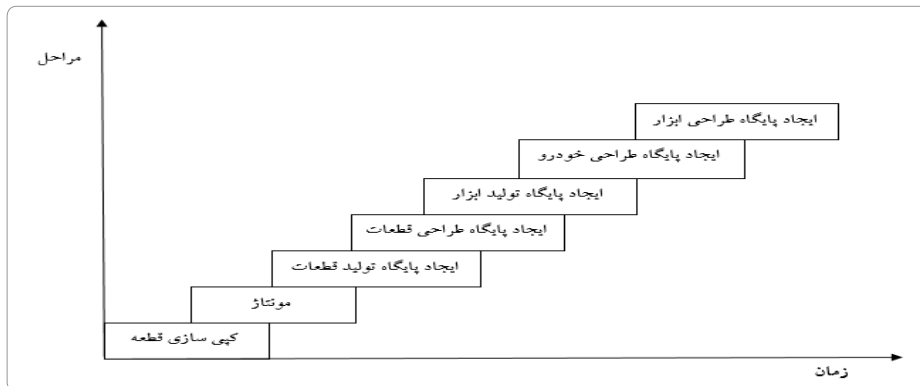 مراحل
ایجاد پایگاه طراحی ابزار
ایجاد پایگاه طراحی خودرو
ایجاد پایگاه تولید ابزار
ایجاد پایگاه طراحی قطعات
ایجاد پایگاه تولید قطعات
مونتاژ
کپی سازی قطعه
زمان